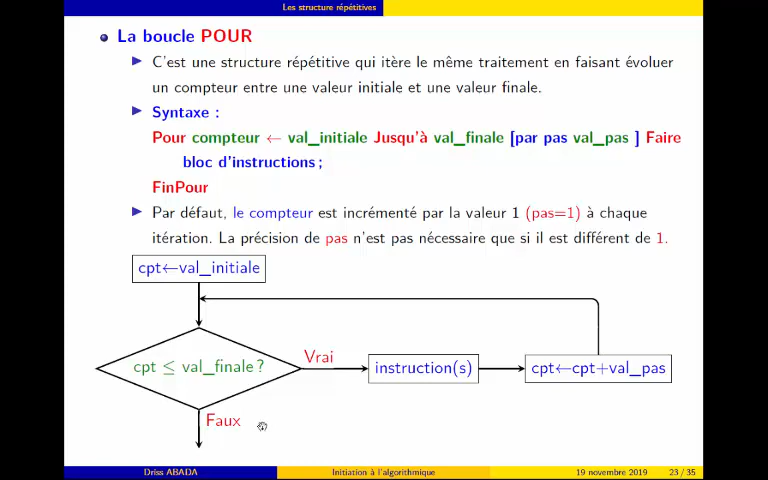 Les structure répétitives
La boucle POUR
C'est une structure répétitive qui itère le même traitement en faisant évoluer
un compteur entre une valeur initiale et une valeur finale.
Syntaxe :
Pour compteur ← val_initiale Jusqu'à val_finale [par pas val_pas ] Faire
bloc d'instructions ;
FinPour
Par défaut, le compteur est incrémenté par la valeur 1 (pas=1) à chaque
itération. La précision de pas n'est pas nécessaire que si il est différent de 1.
cpt←val_initiale
cpt ≤ val_finale ?
Vrai
instruction(s)
cpt←cpt+val_pas
Faux
Driss ABADA Initiation à l'algorithmique 19 novembre 2019 23 / 35